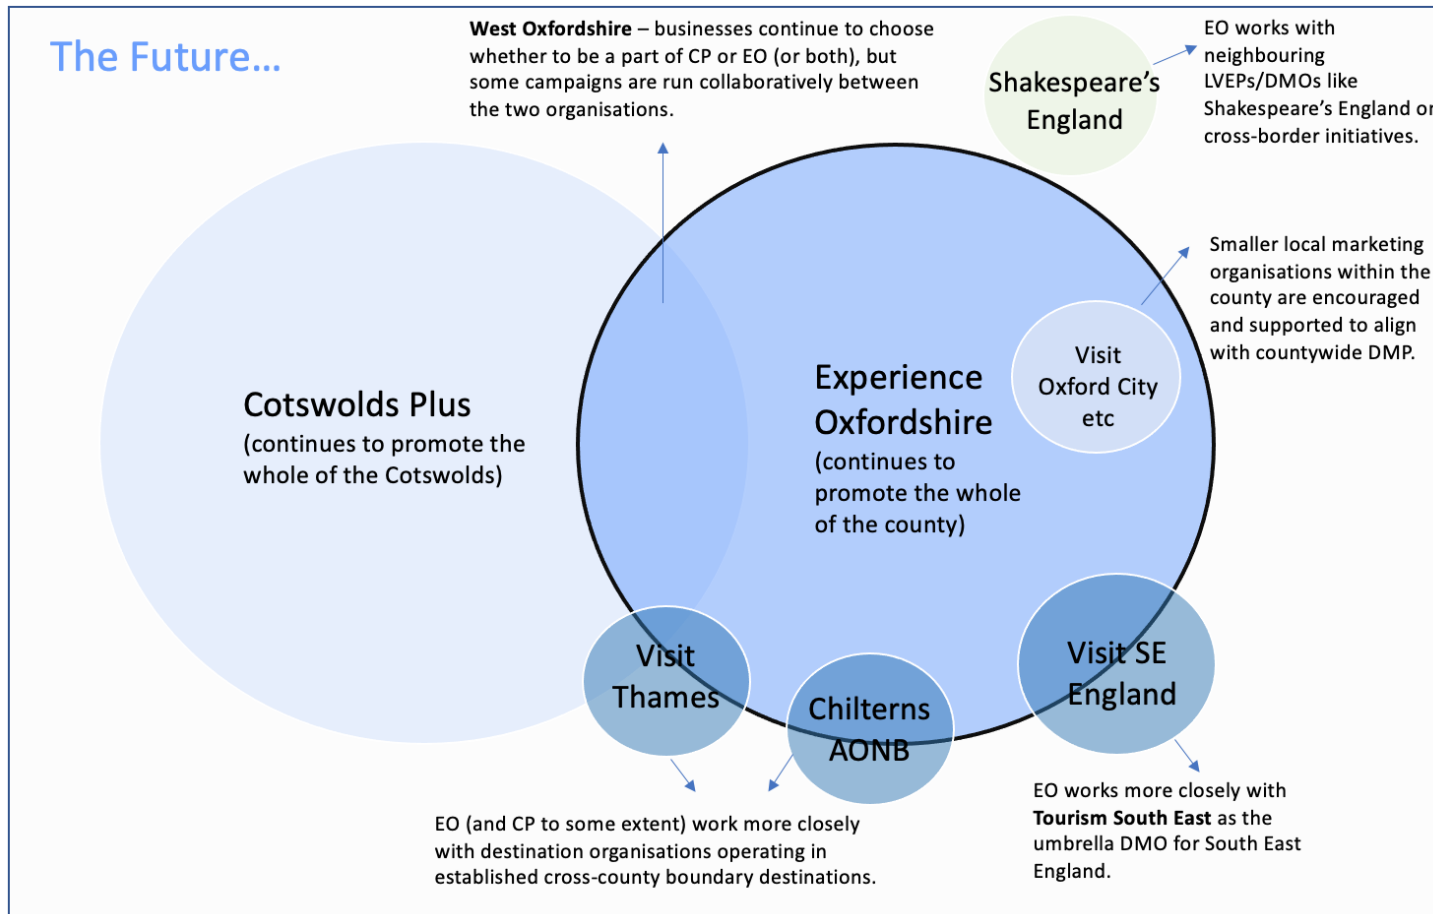 The Future...
West Oxfordshire – businesses continue to choose
whether to be a part of CP or EO (or both), but
some campaigns are run collaboratively between
the two organisations.
Shakespeare's
England
EO works with
neighbouring
LVEPs/DMOs like
Shakespeare's England or
cross-border initiatives.
Smaller local marketing
organisations within the
county are encouraged
and supported to align
with countywide DMP.
Visit
Oxford City
etc
Cotswolds Plus
(continues to promote the
whole of the Cotswolds)
Experience
Oxfordshire
(continues to
promote the whole
of the county)
Visit
Thames
Chilterns
AONB
Visit SE
England
EO (and CP to some extent) work more closely
with destination organisations operating in
established cross-county boundary destinations.
EO works more closely with
Tourism South East as the
umbrella DMO for South East
England.